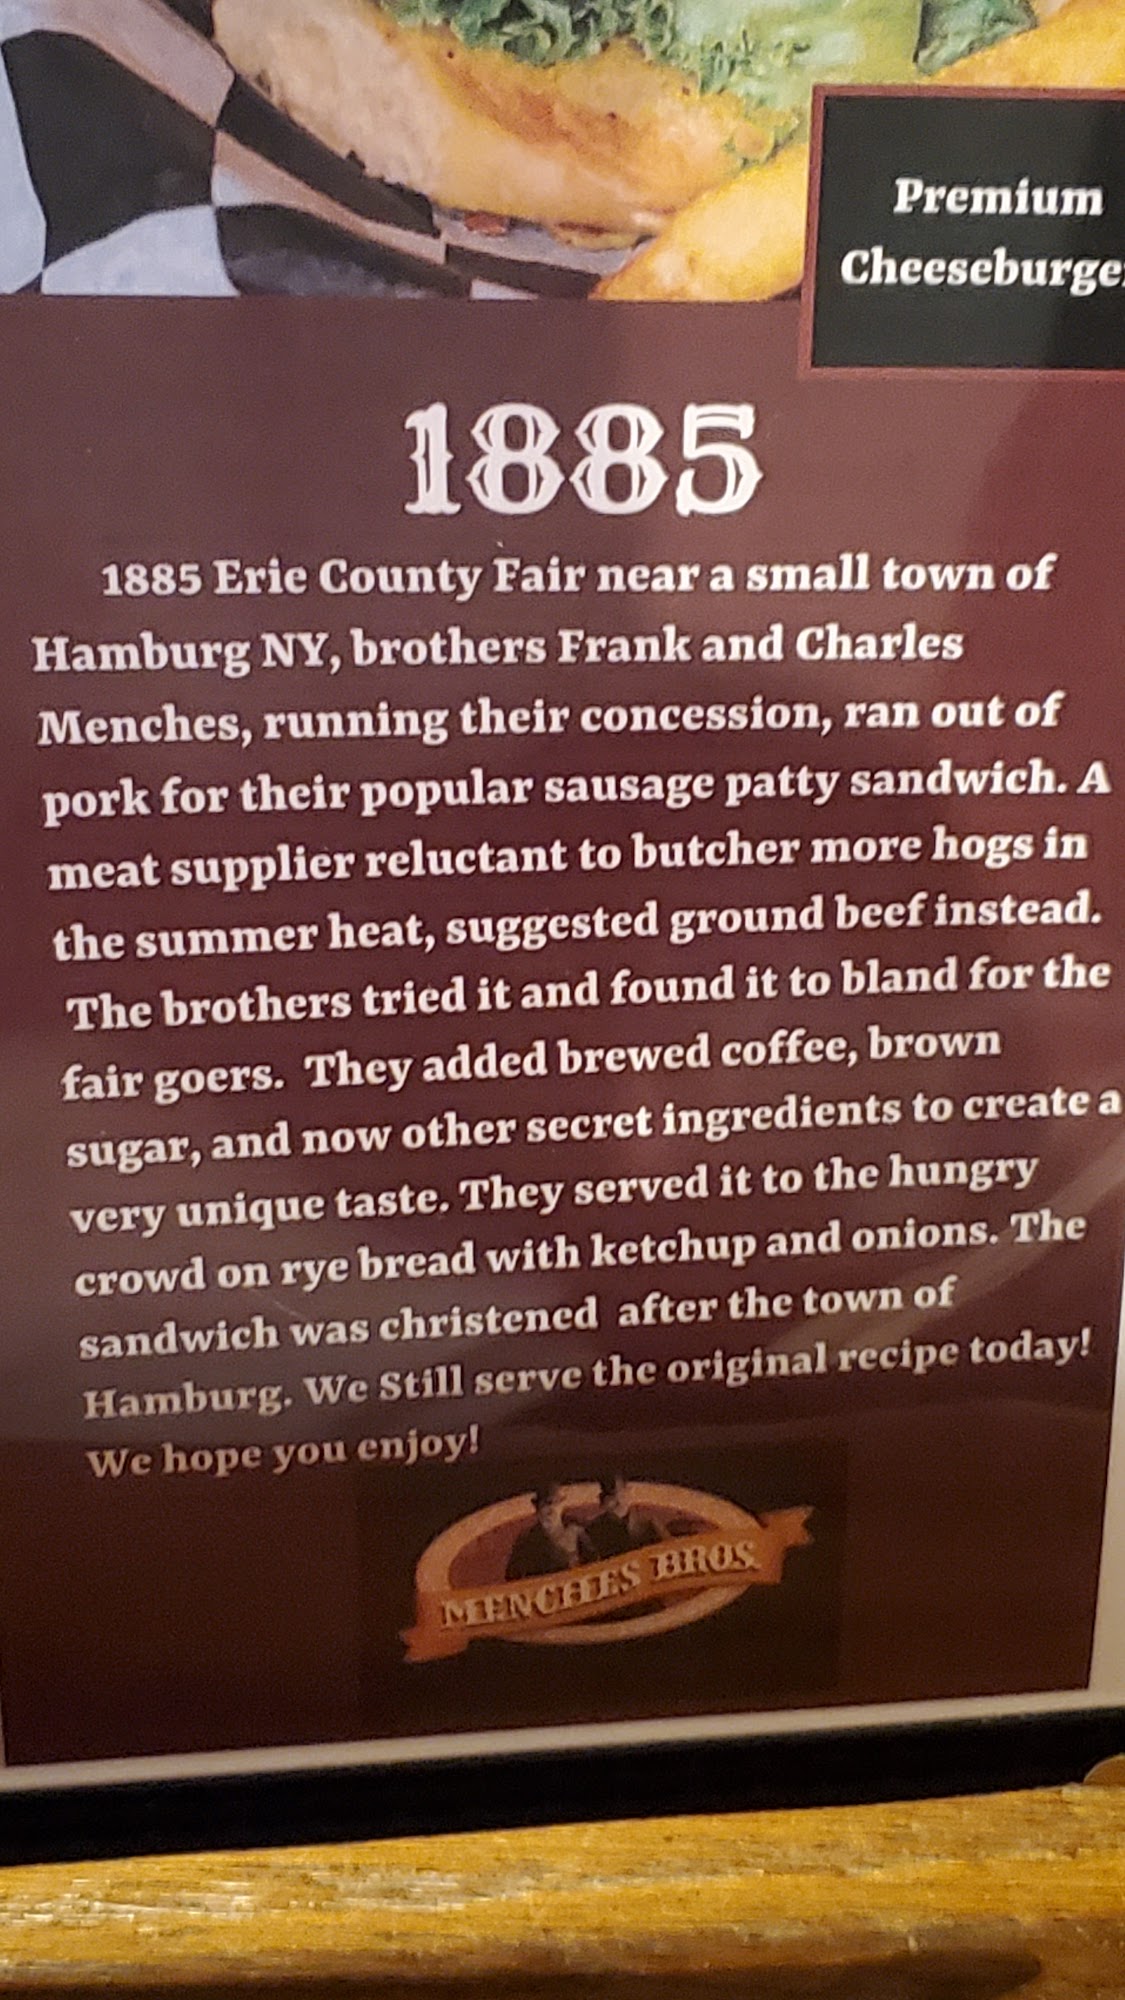 Premium
Cheeseburger
1885
1885 Erie County Fair near a small town of
Hamburg NY, brothers Frank and Charles
Menches, running their concession, ran out of
pork for their popular sausage patty sandwich. A
meat supplier reluctant to butcher more hogs in
the summer heat, suggested ground beef instead.
The brothers tried it and found it to bland for the
fair goers. They added brewed coffee, brown
sugar, and now other secret ingredients to create a
very unique taste. They served it to the hungry
crowd on rye bread with ketchup and onions. The
sandwich was christened after the town of
Hamburg. We Still serve the original recipe today!
We hope you enjoy!
MENCHES BROS.